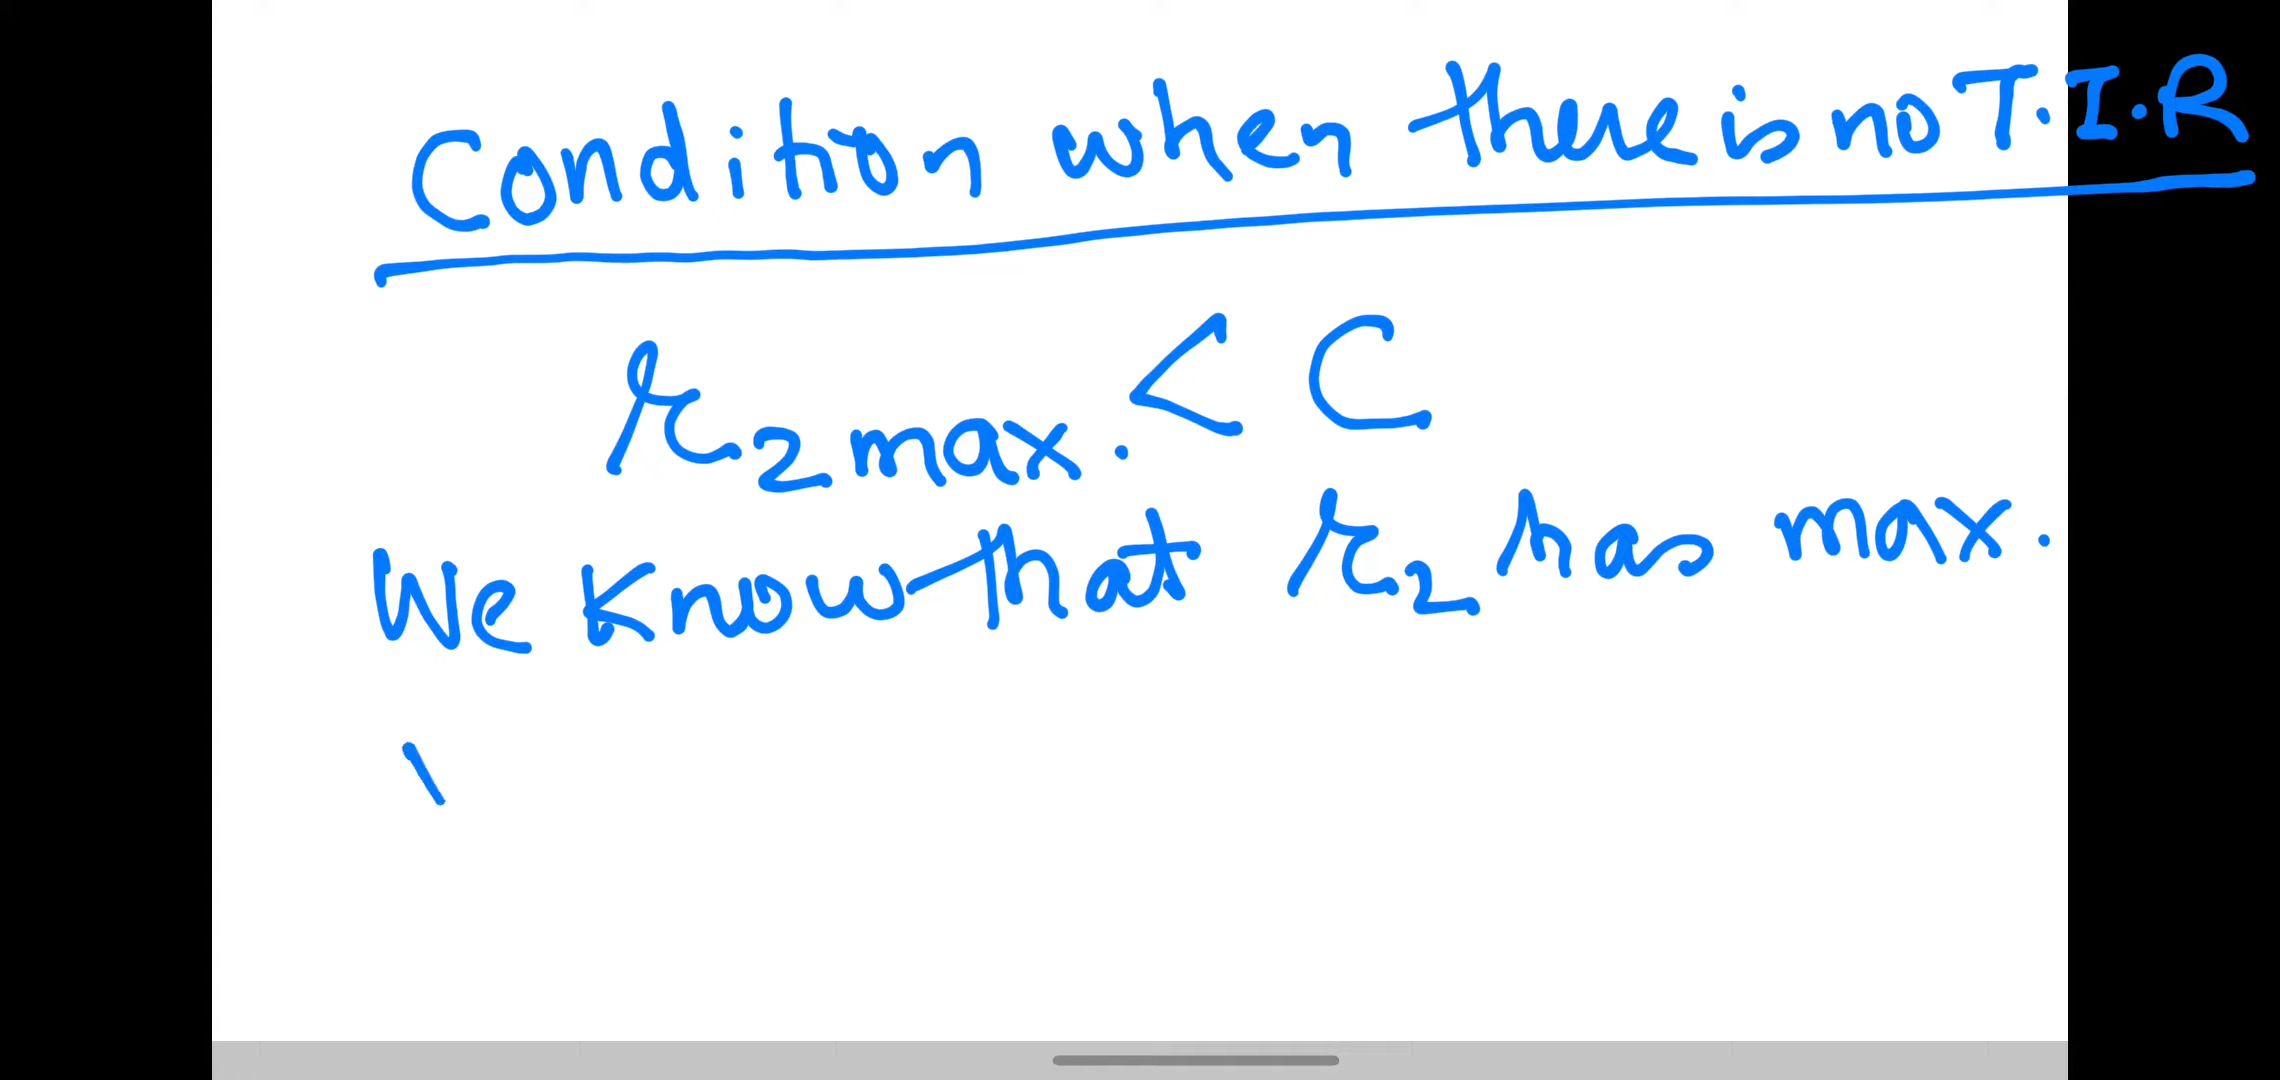 Condition when there is no T.I.R
r₂max. < C
We know that r₂ has max.